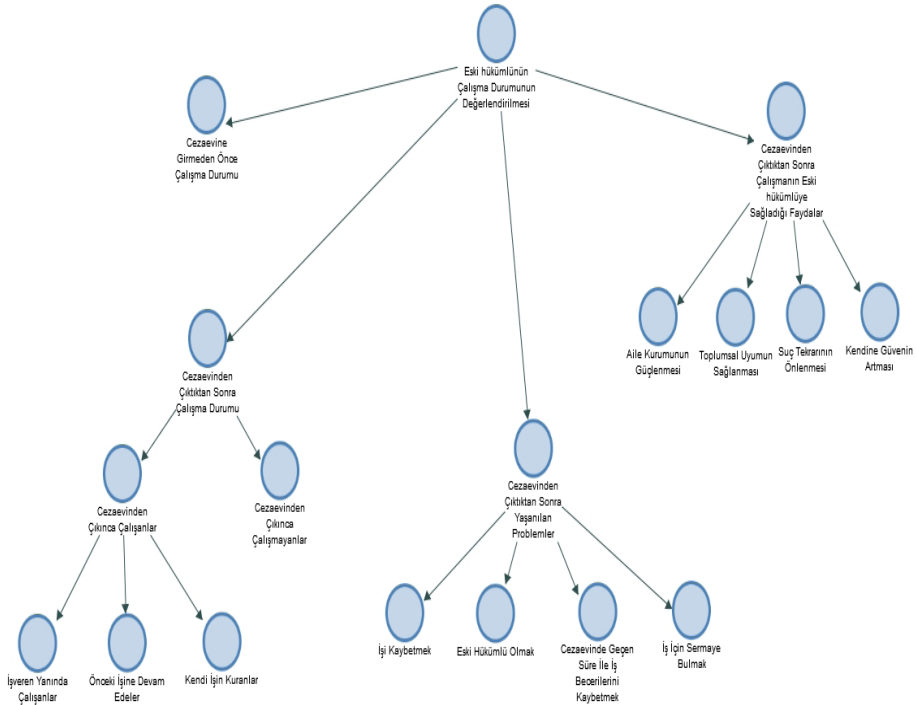 Eski hükümlünün
Çalışma Durumunun
Değerlendirilmesi
Cezaevine
Girmeden Önce
Çalışma Durumu
Cezaevinden
Çıktıktan Sonra
Çalışmanın Eski
hükümlüye
Sağladığı Faydalar
Aile Kurumunun
Güçlenmesi
Toplumsal Uyumun
Sağlanması
Suç Tekrarının
Önlenmesi
Kendine Güvenin
Artması
Cezaevinden
Çıktıktan Sonra
Çalışma Durumu
Cezaevinden
Çıkınca Çalışanlar
Cezaevinden
Çıkınca
Çalışmayanlar
Cezaevinden
Çıktıktan Sonra
Yaşanılan
Problemler
İşveren Yanında
Çalışanlar
Önceki İşine Devam
Edeler
Kendi İşin Kuranlar
İşi Kaybetmek
Eski Hükümlü Olmak
Cezaevinde Geçen
Süre İle İş
Becerilerini
Kaybetmek
İş İçin Sermaye
Bulmak